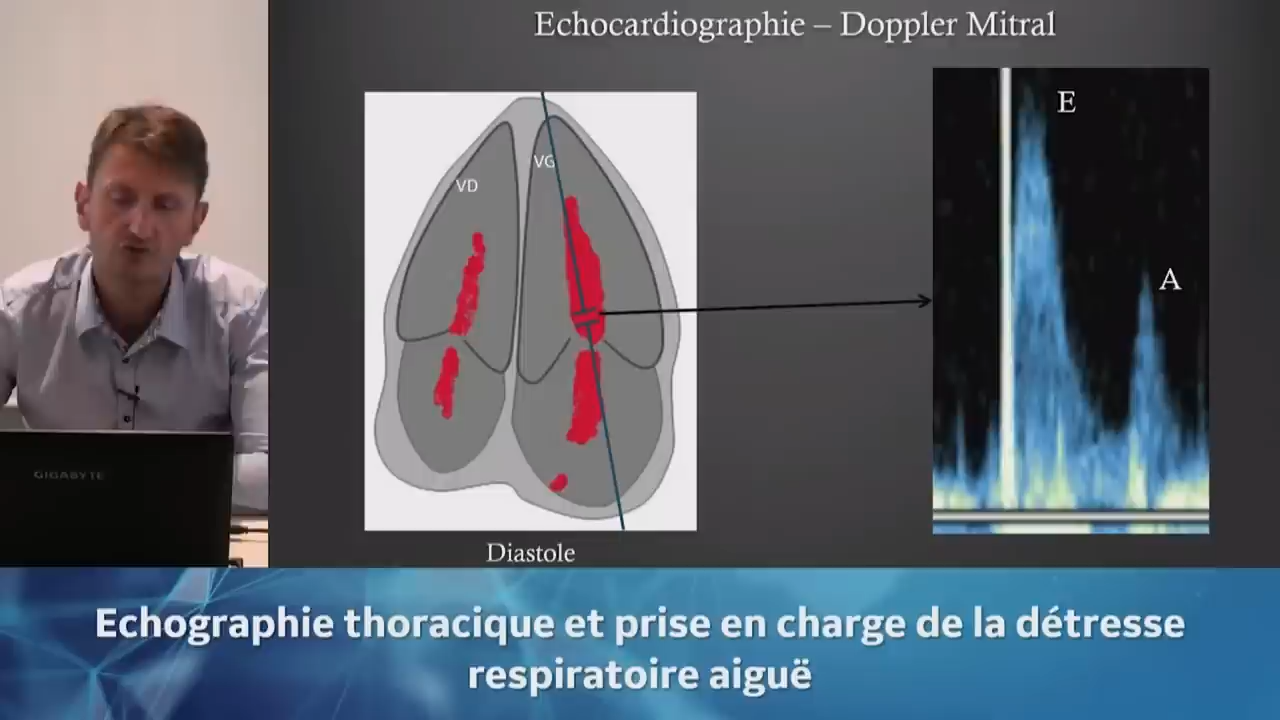 Echocardiographie – Doppler Mitral
E
VG
VD
A
GIGABYTE
Diastole
Echographie thoracique et prise en charge de la détresse
respiratoire aiguë